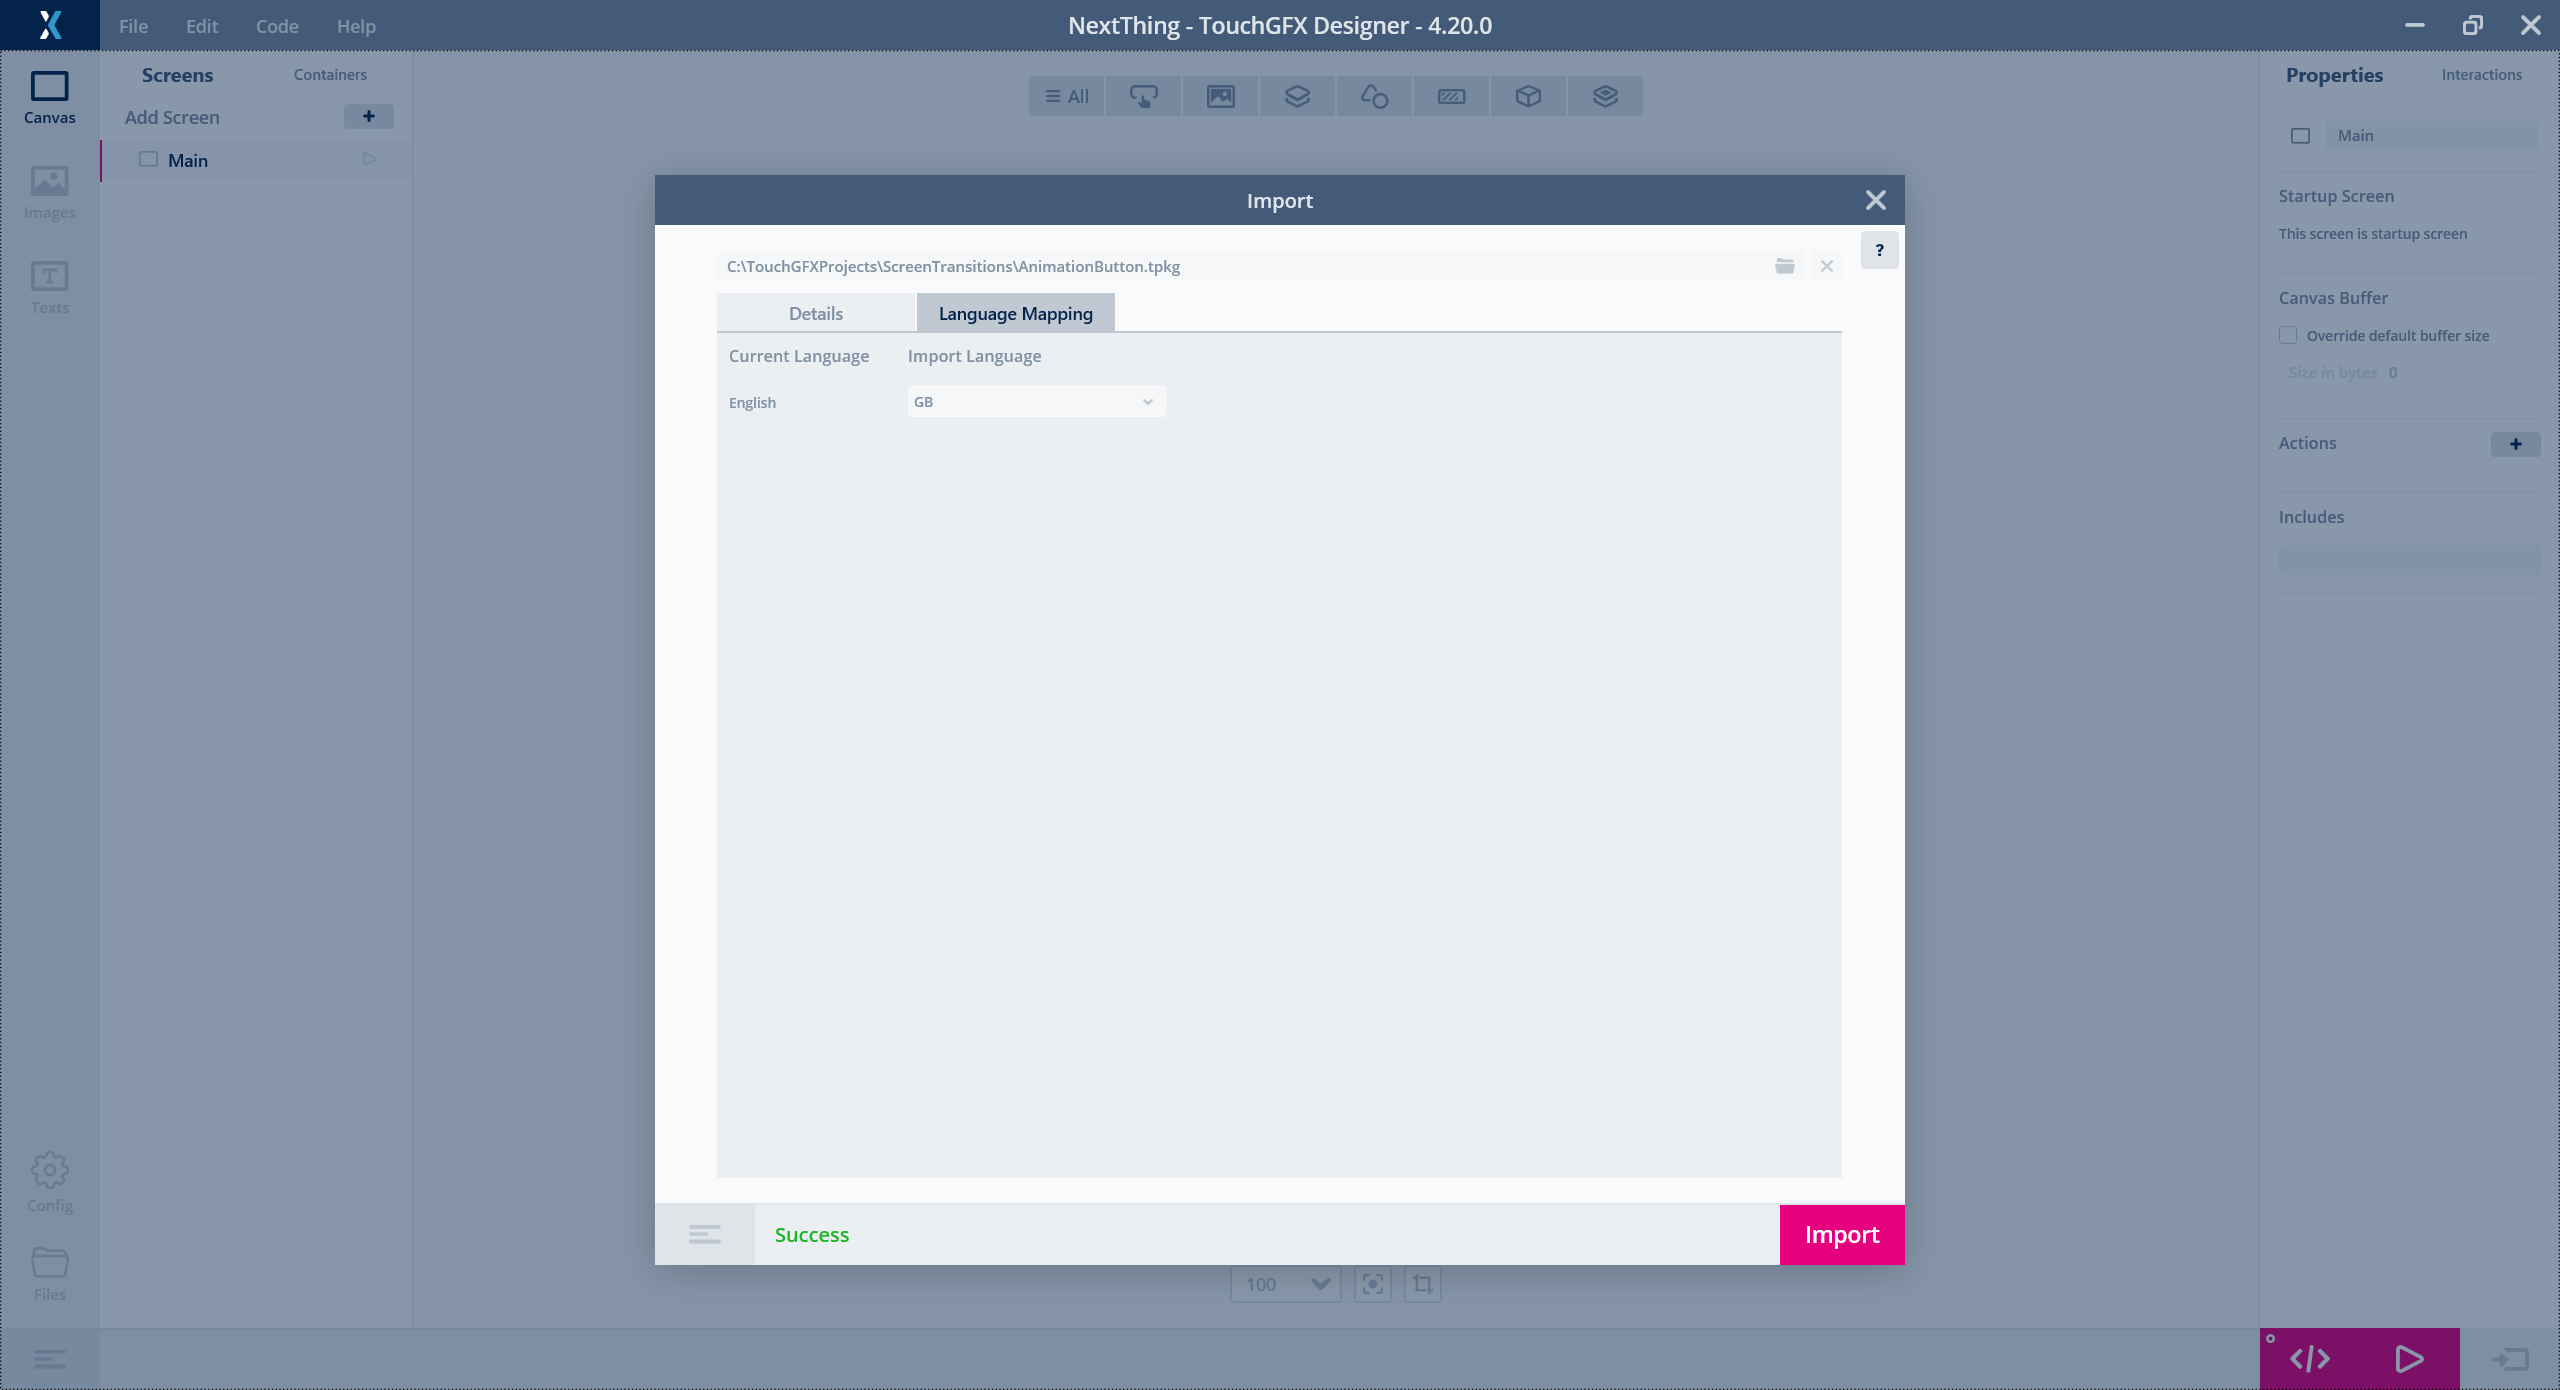 File Edit Code Help
NextThing - TouchGFX Designer - 4.20.0
Canvas
Images
Texts
Config
Files
Screens Containers
Add Screen +
Main
All
Import
?
C:\TouchGFXProjects\ScreenTransitions\AnimationButton.tpkg
Details Language Mapping
Current Language Import Language
English GB
Success
Import
100
Properties Interactions
Main
Startup Screen
This screen is startup screen
Canvas Buffer
Override default buffer size
Size in bytes 0
Actions +
Includes